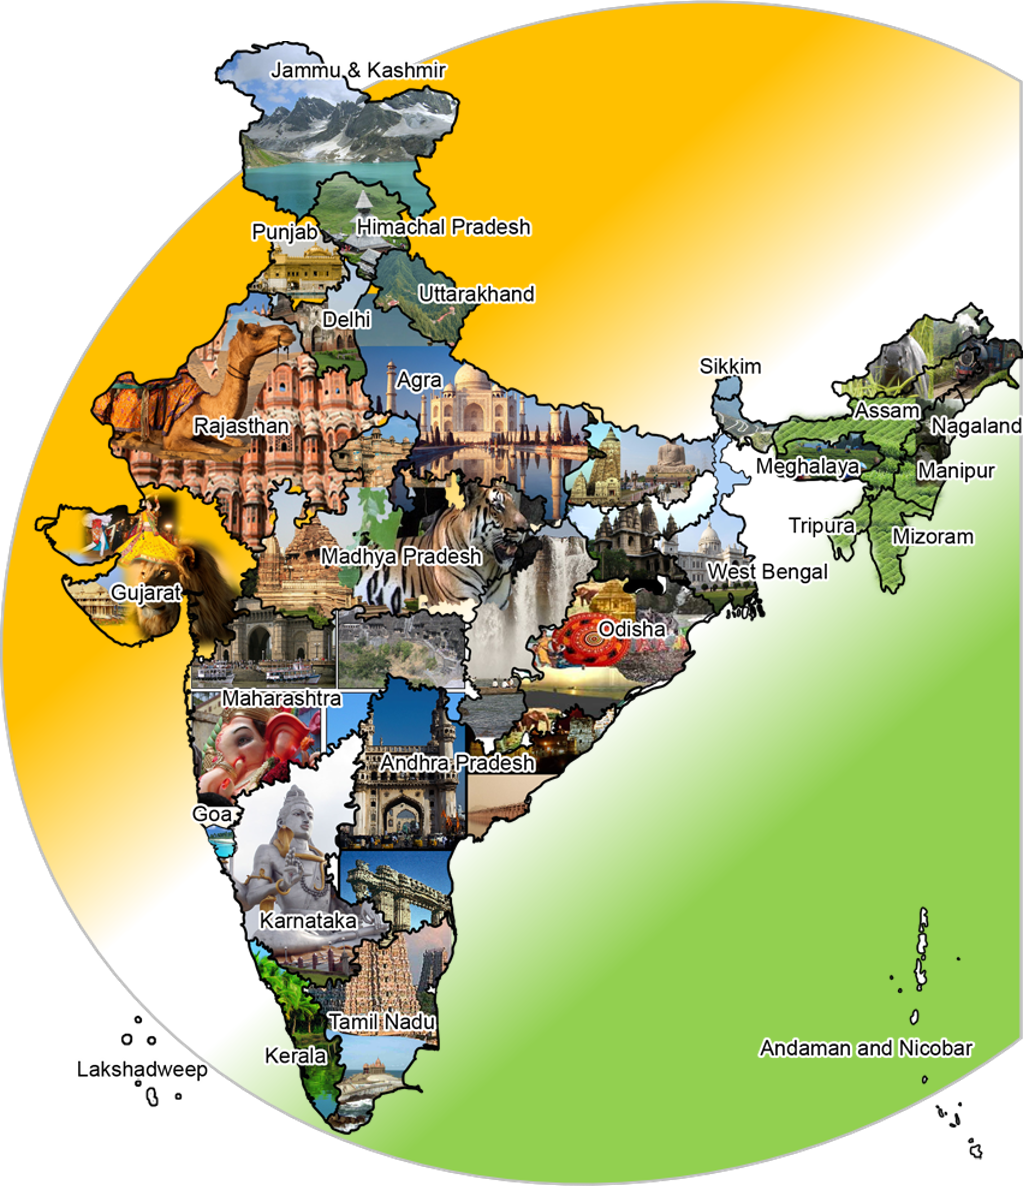 Jammu & Kashmir
Punjab
Himachal Pradesh
Uttarakhand
Delhi
Sikkim
Agra
Assam
Rajasthan
Nagaland
Meghalaya
Manipur
Tripura
Mizoram
Madhya Pradesh
West Bengal
Gujarat
Odisha
Maharashtra
Andhra Pradesh
Goa
Karnataka
Tamil Nadu
Kerala
Andaman and Nicobar
Lakshadweep